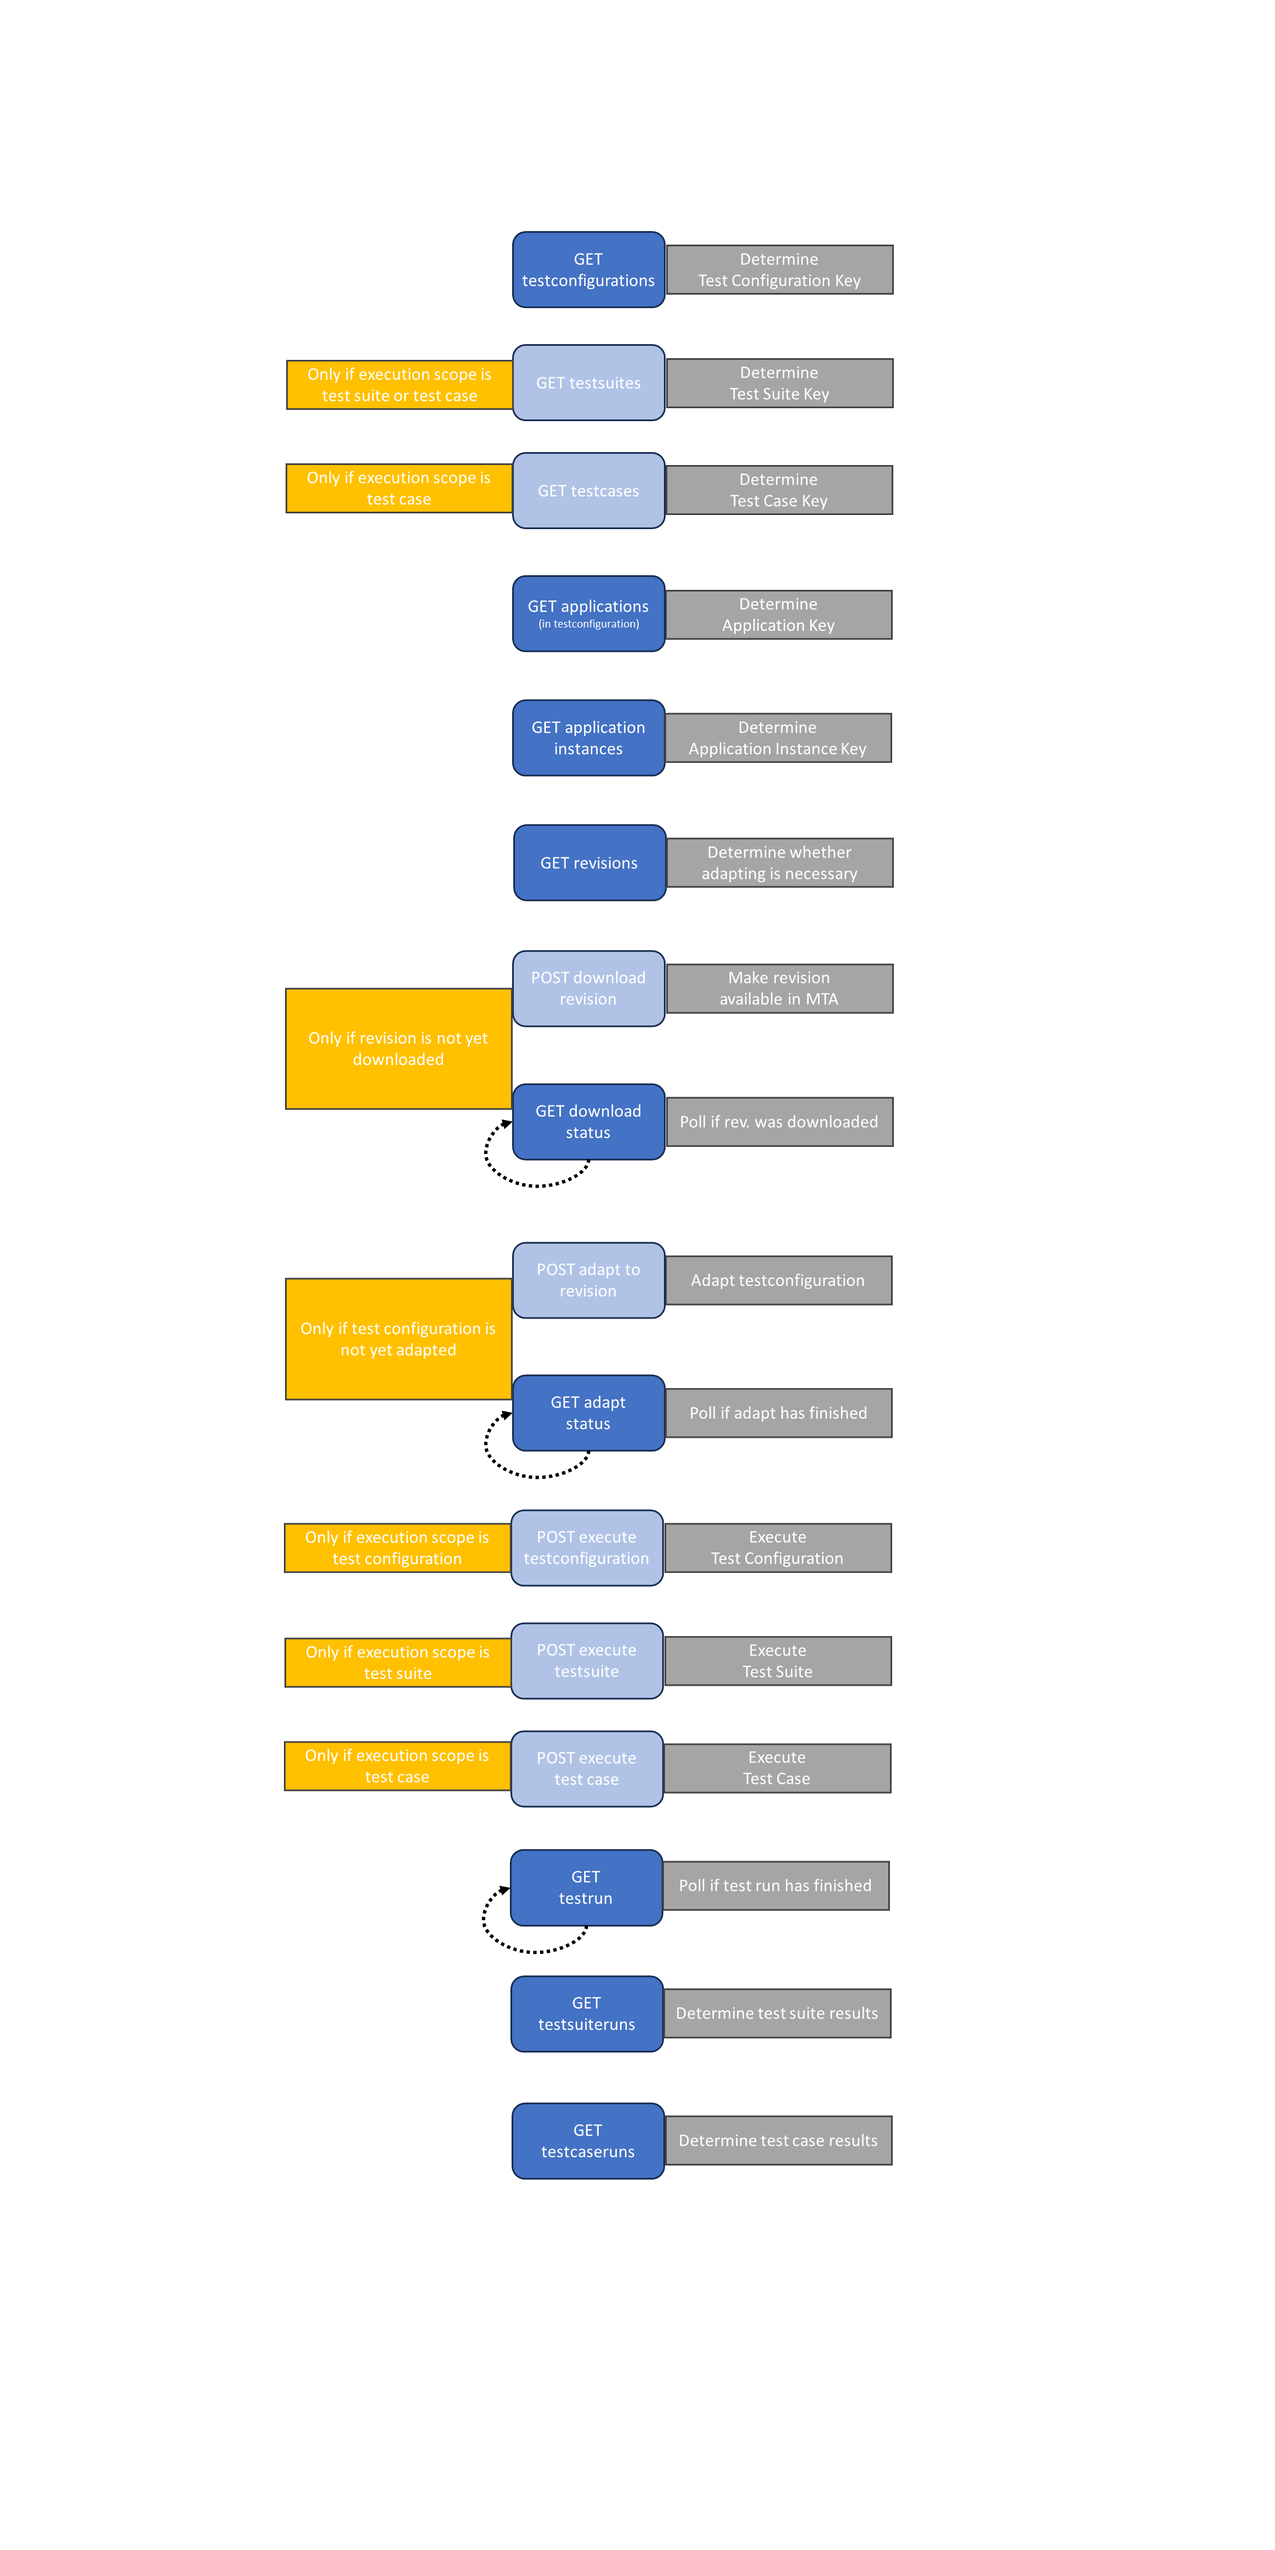 GET
testconfigurations
Determine
Test Configuration Key
Only if execution scope is
test suite or test case
GET testsuites
Determine
Test Suite Key
Only if execution scope is
test case
GET testcases
Determine
Test Case Key
GET applications
(in testconfiguration)
Determine
Application Key
GET application
instances
Determine
Application Instance Key
GET revisions
Determine whether
adapting is necessary
POST download
revision
Make revision
available in MTA
Only if revision is not yet
downloaded
GET download
status
Poll if rev. was downloaded
POST adapt to
revision
Adapt testconfiguration
Only if test configuration is
not yet adapted
GET adapt
status
Poll if adapt has finished
Only if execution scope is
test configuration
POST execute
testconfiguration
Execute
Test Configuration
Only if execution scope is
test suite
POST execute
testsuite
Execute
Test Suite
Only if execution scope is
test case
POST execute
test case
Execute
Test Case
GET
testrun
Poll if test run has finished
GET
testsuiteruns
Determine test suite results
GET
testcaseruns
Determine test case results